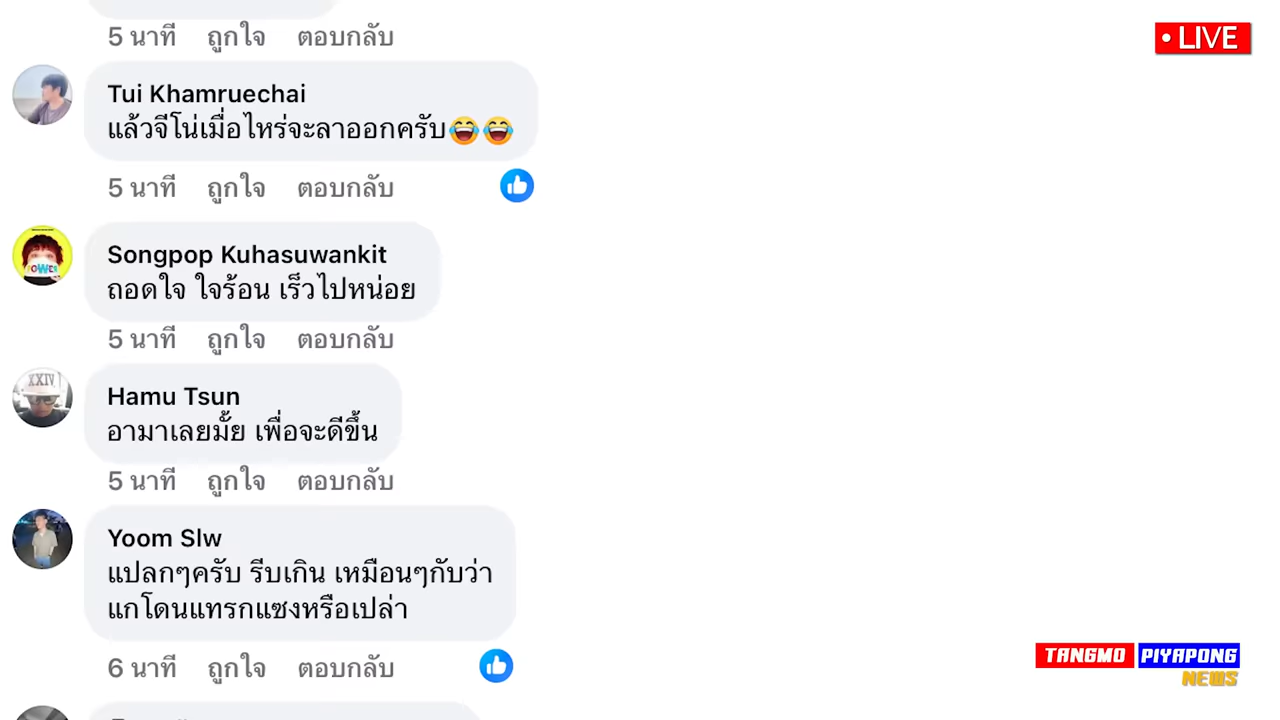 5 นาที ถูกใจ ตอบกลับ
• LIVE
Tui Khamruechai
แล้วจีโน่เมื่อไหร่จะลาออกครับ😂😂
5 นาที ถูกใจ ตอบกลับ
Songpop Kuhasuwankit
ถอดใจ ใจร้อน เร็วไปหน่อย
5 นาที ถูกใจ ตอบกลับ
Hamu Tsun
อามาเลยมั้ย เพื่อจะดีขึ้น
5 นาที ถูกใจ ตอบกลับ
Yoom Slw
แปลกๆครับ รีบเกิน เหมือนๆกับว่า
แกโดนแทรกแซงหรือเปล่า
6 นาที ถูกใจ ตอบกลับ
TANGMO PIYAPONG
NEWS